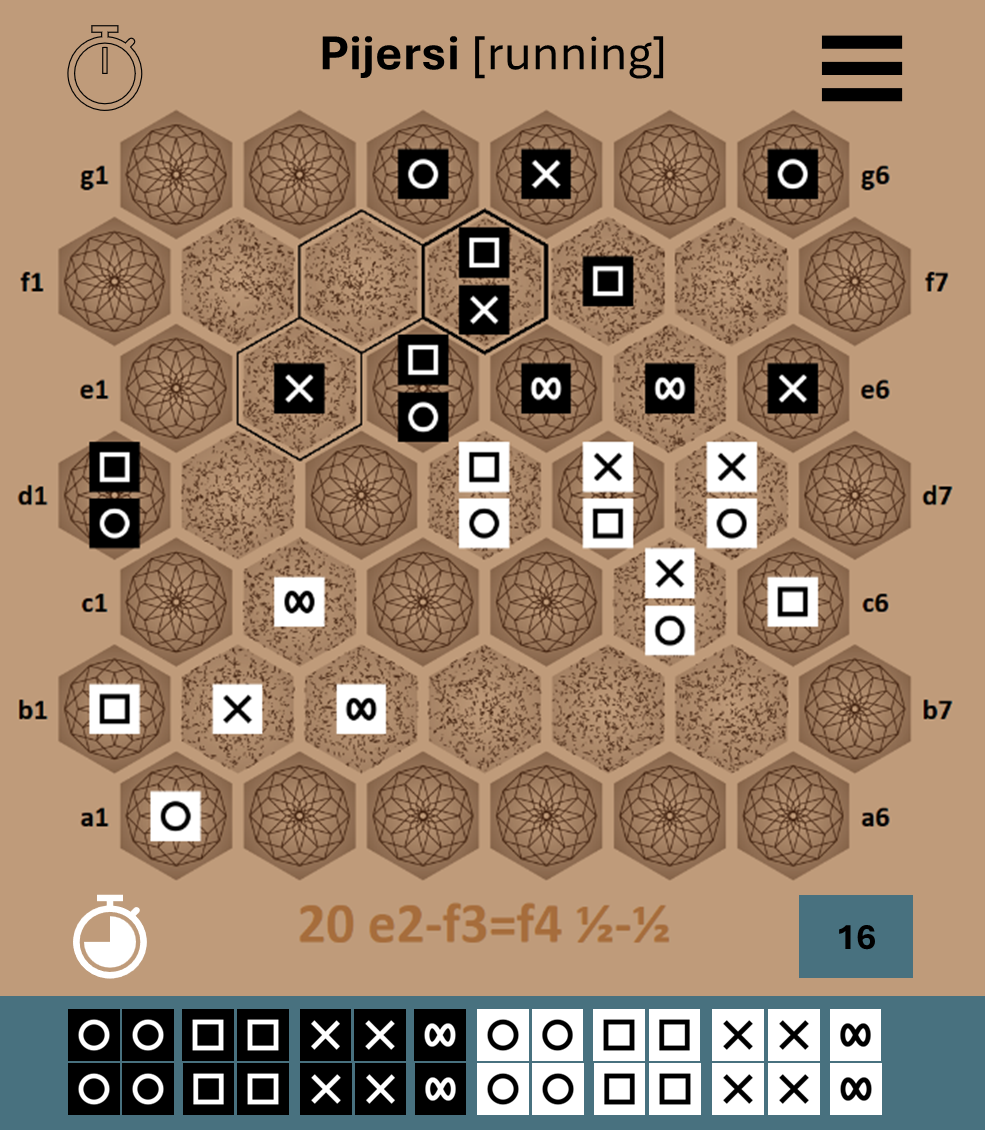 Pijersi [running]
g1 g6
f1 f7
e1 e6
d1 d7
c1 c6
b1 b7
a1 a6
20 e2-f3=f4 ½-½
16